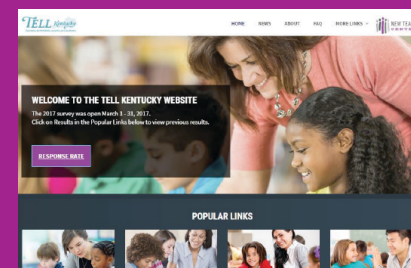 TELL Kentucky
HOME NEWS ABOUT FAQ MORE LINKS
NEW TEA
WELCOME TO THE TELL KENTUCKY WEBSITE
The 2017 survey was open March 1 - 31, 2017.
Click on Results in the Popular Links below to view previous results.
RESPONSE RATE
POPULAR LINKS